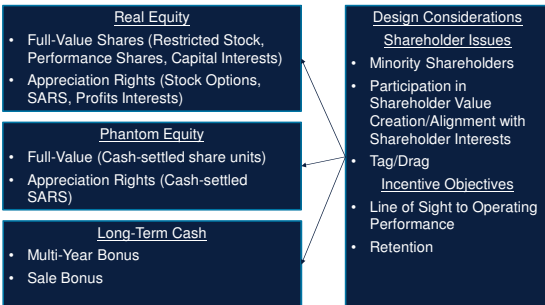 Real Equity
• Full-Value Shares (Restricted Stock,
Performance Shares, Capital Interests)
• Appreciation Rights (Stock Options,
SARS, Profits Interests)
Phantom Equity
• Full-Value (Cash-settled share units)
• Appreciation Rights (Cash-settled
SARS)
Long-Term Cash
• Multi-Year Bonus
• Sale Bonus
Design Considerations
Shareholder Issues
• Minority Shareholders
• Participation in
Shareholder Value
Creation/Alignment with
Shareholder Interests
• Tag/Drag
Incentive Objectives
• Line of Sight to Operating
Performance
• Retention